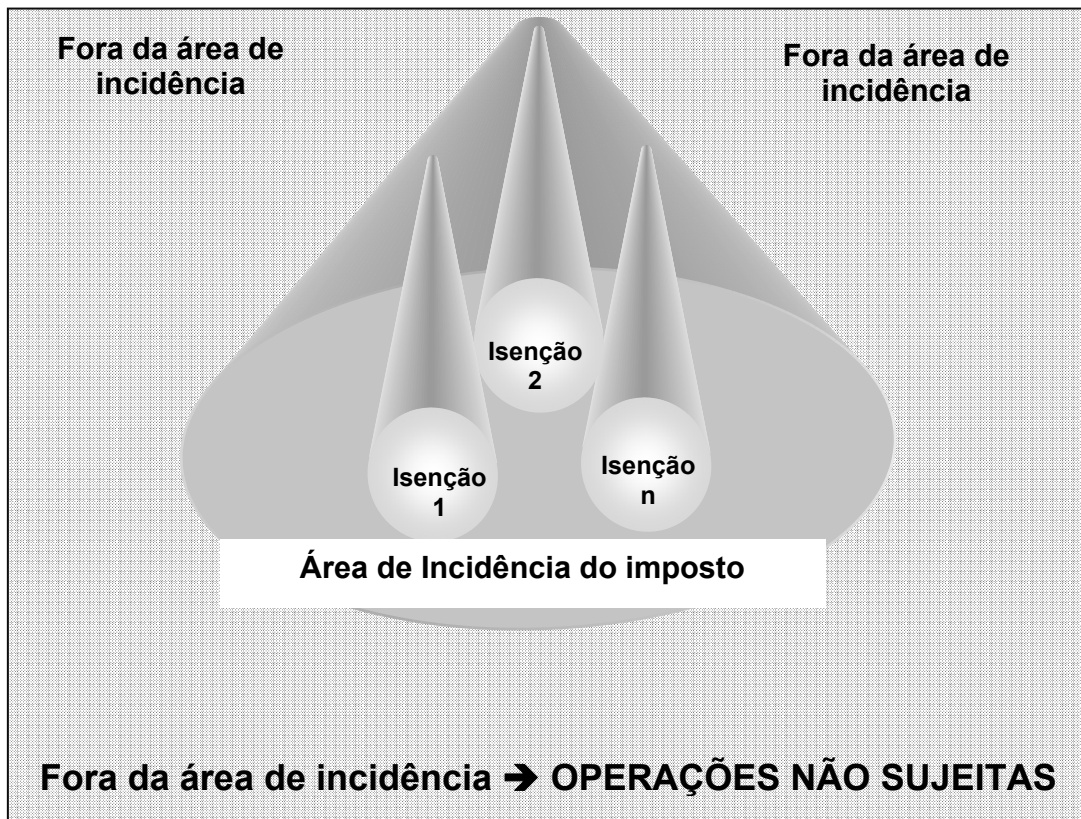 Fora da área de
incidência
Fora da área de
incidência
Isenção
2
Isenção
1
Isenção
n
Área de Incidência do imposto
Fora da área de incidência ➔ OPERAÇÕES NÃO SUJEITAS